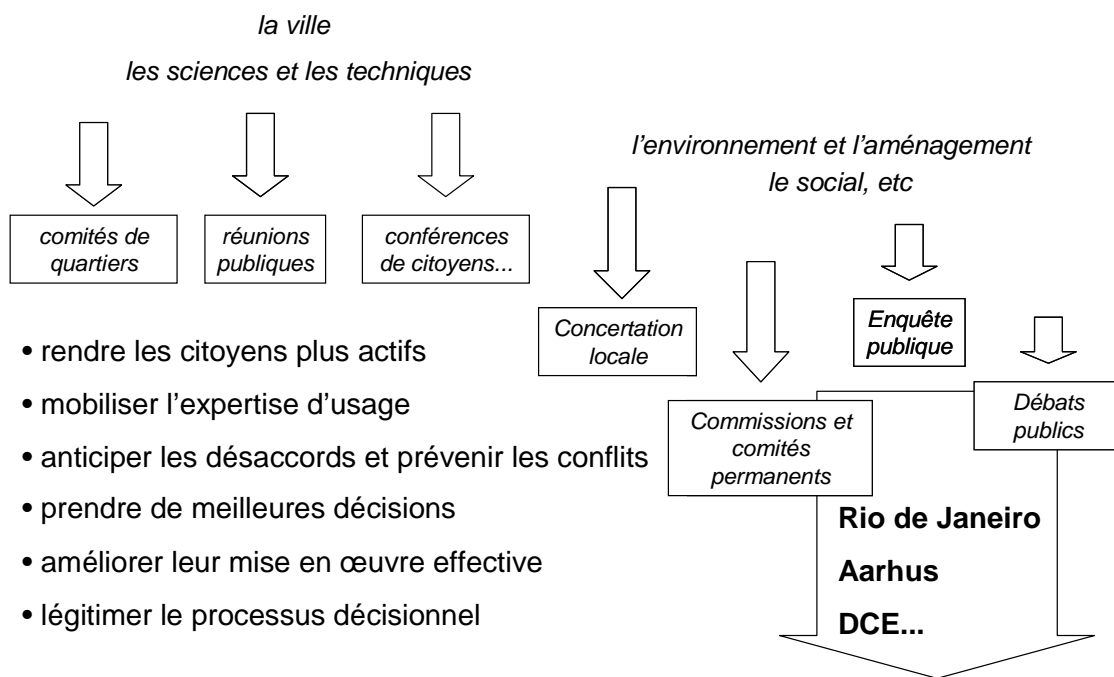 la ville
les sciences et les techniques
l'environnement et l'aménagement
le social, etc
comités de
quartiers
réunions
publiques
conférences
de citoyens...
Concertation
locale
Enquête
publique
Commissions et
comités
permanents
Débats
publics
• rendre les citoyens plus actifs
• mobiliser l'expertise d'usage
• anticiper les désaccords et prévenir les conflits
• prendre de meilleures décisions
• améliorer leur mise en œuvre effective
• légitimer le processus décisionnel
Rio de Janeiro
Aarhus
DCE...